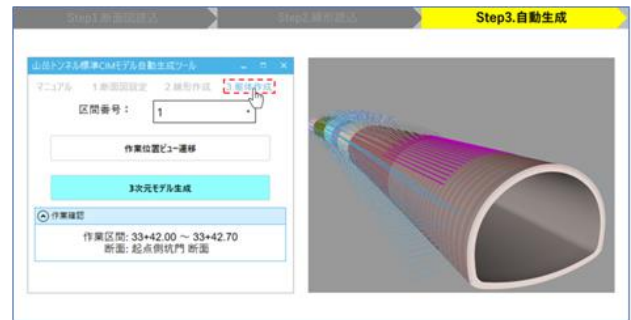 Step1.断面図読込
Step2.線形読込
Step3.自動生成
山岳トンネル標準CIMモデル自動生成ツール
マニュアル 1.断面図設定 2.線形作成 3.躯体作成
区間番号： 1
作業位置ビュー遷移
3次元モデル生成
作業確認
作業区間: 33+42.00 ～ 33+42.70
断面: 起点側坑門 断面